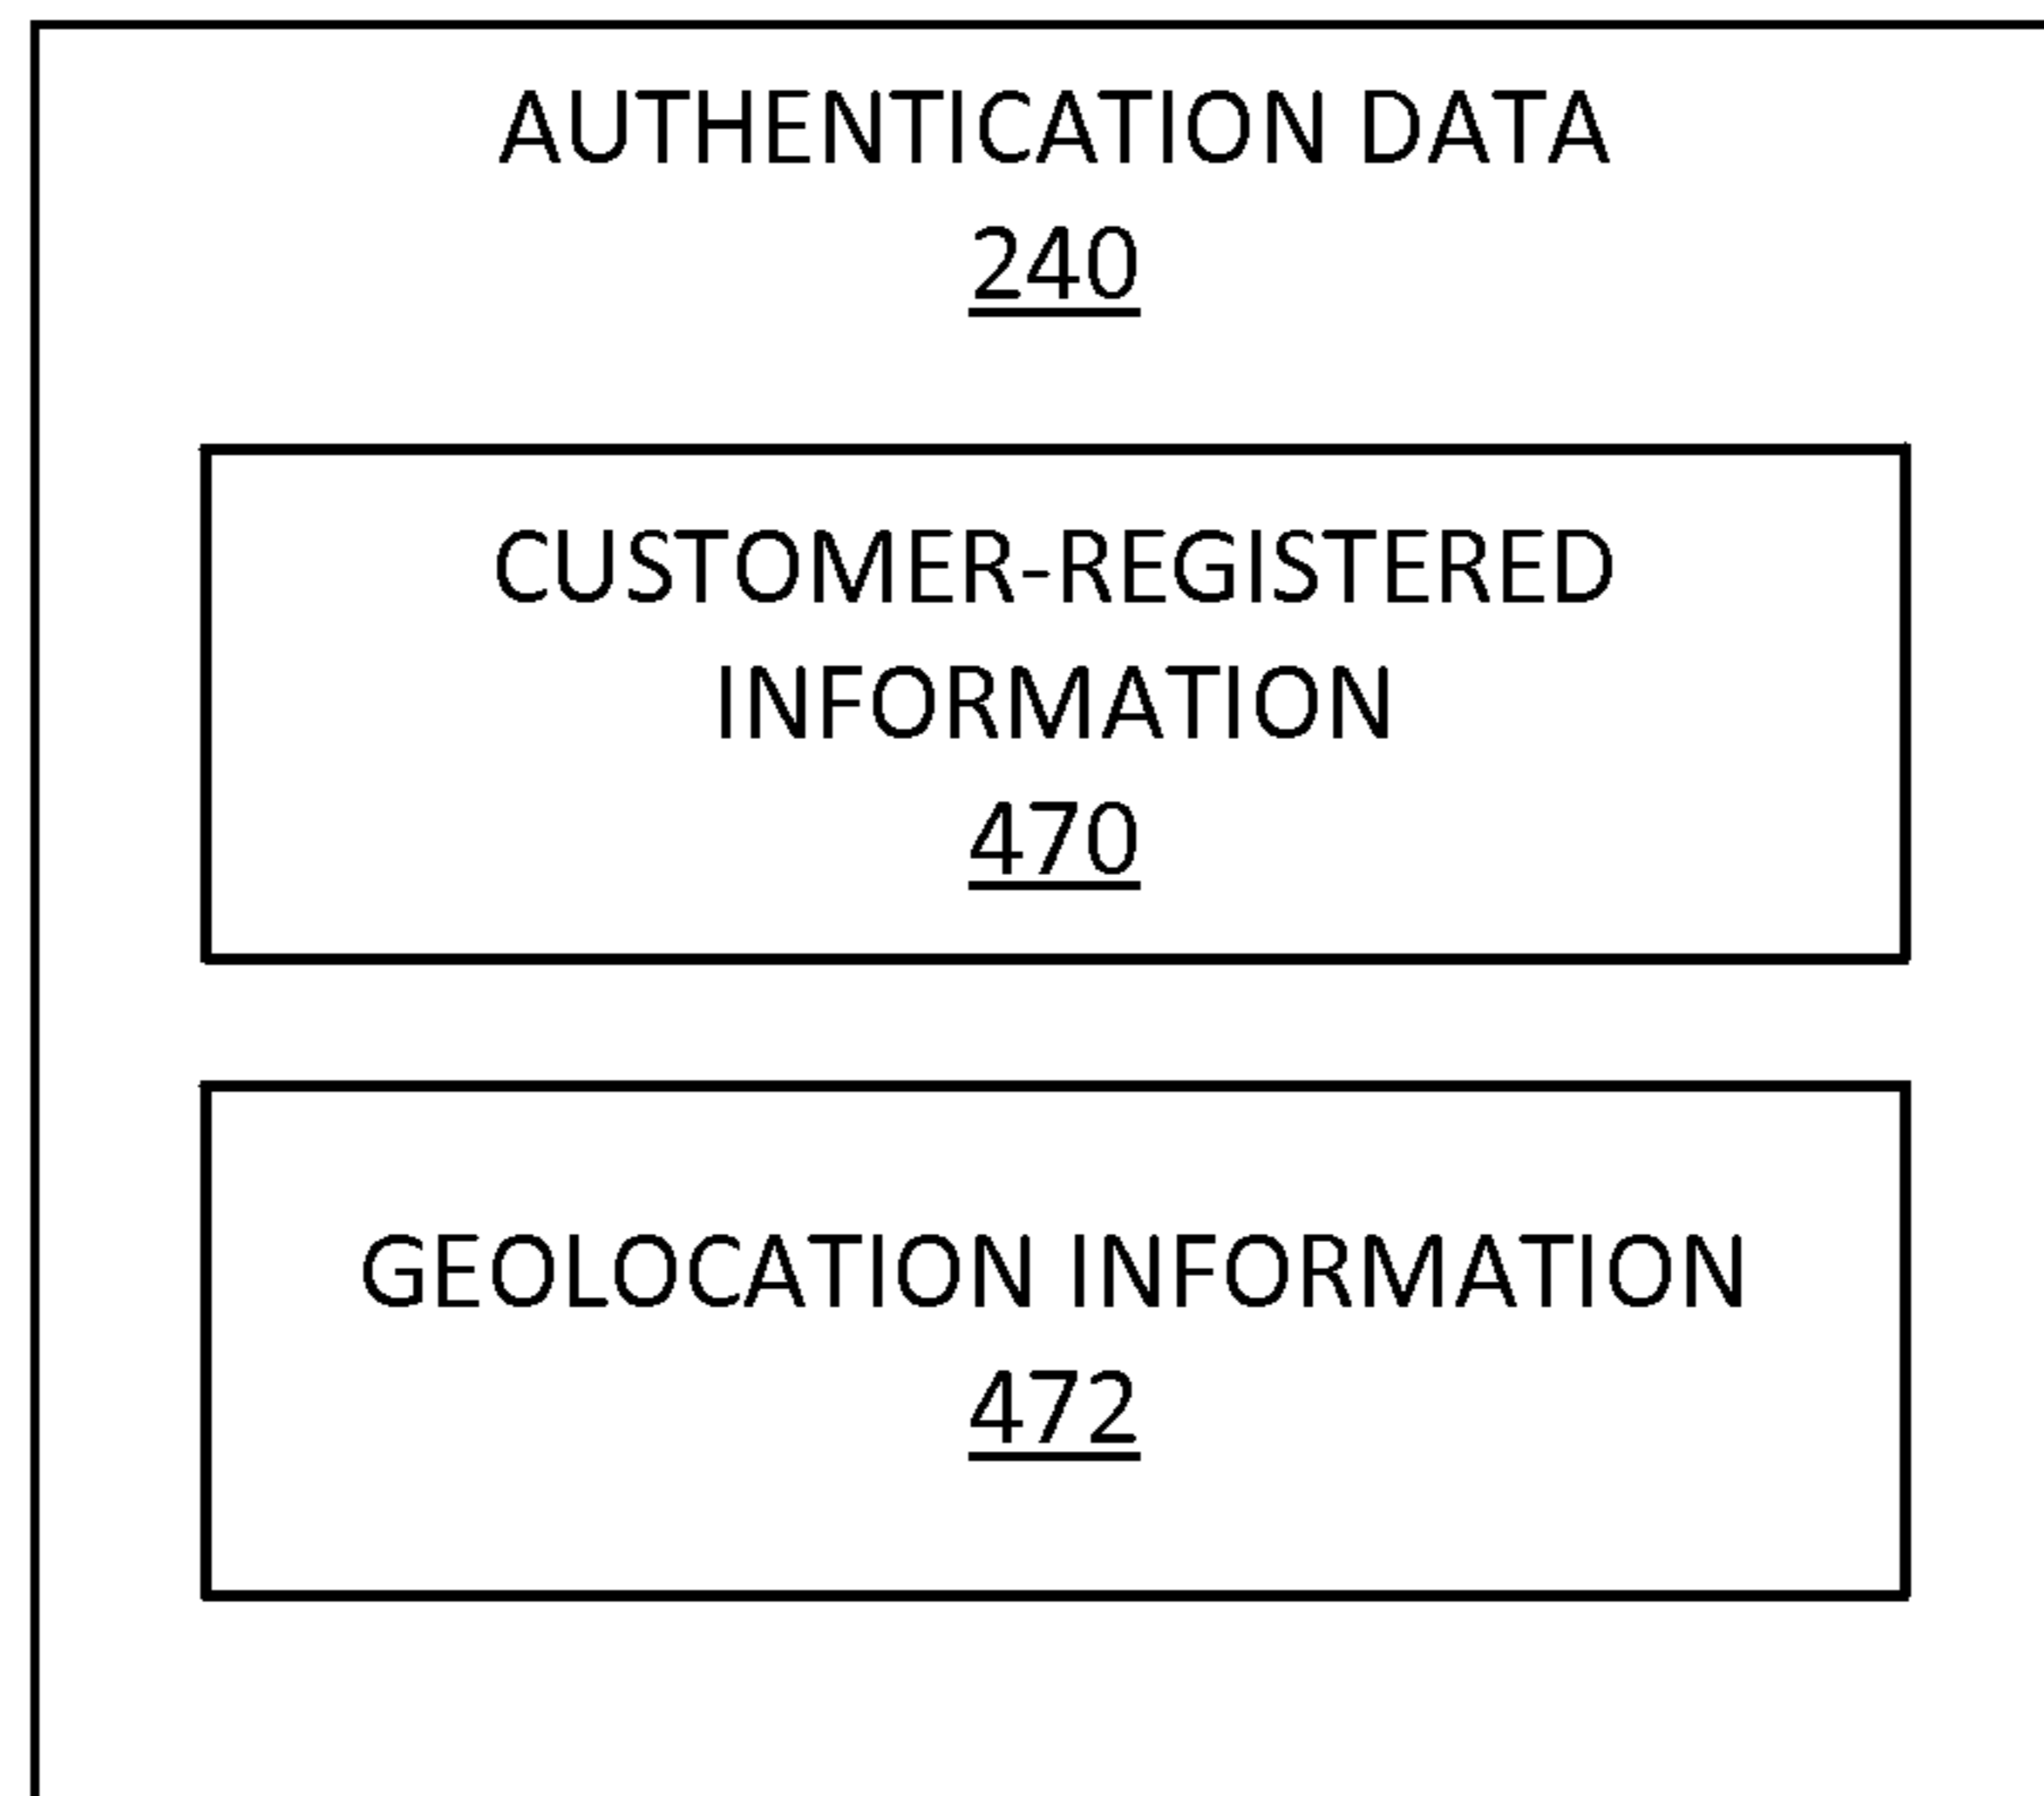 AUTHENTICATION DATA
240
CUSTOMER-REGISTERED
INFORMATION
470
GEOLOCATION INFORMATION
472